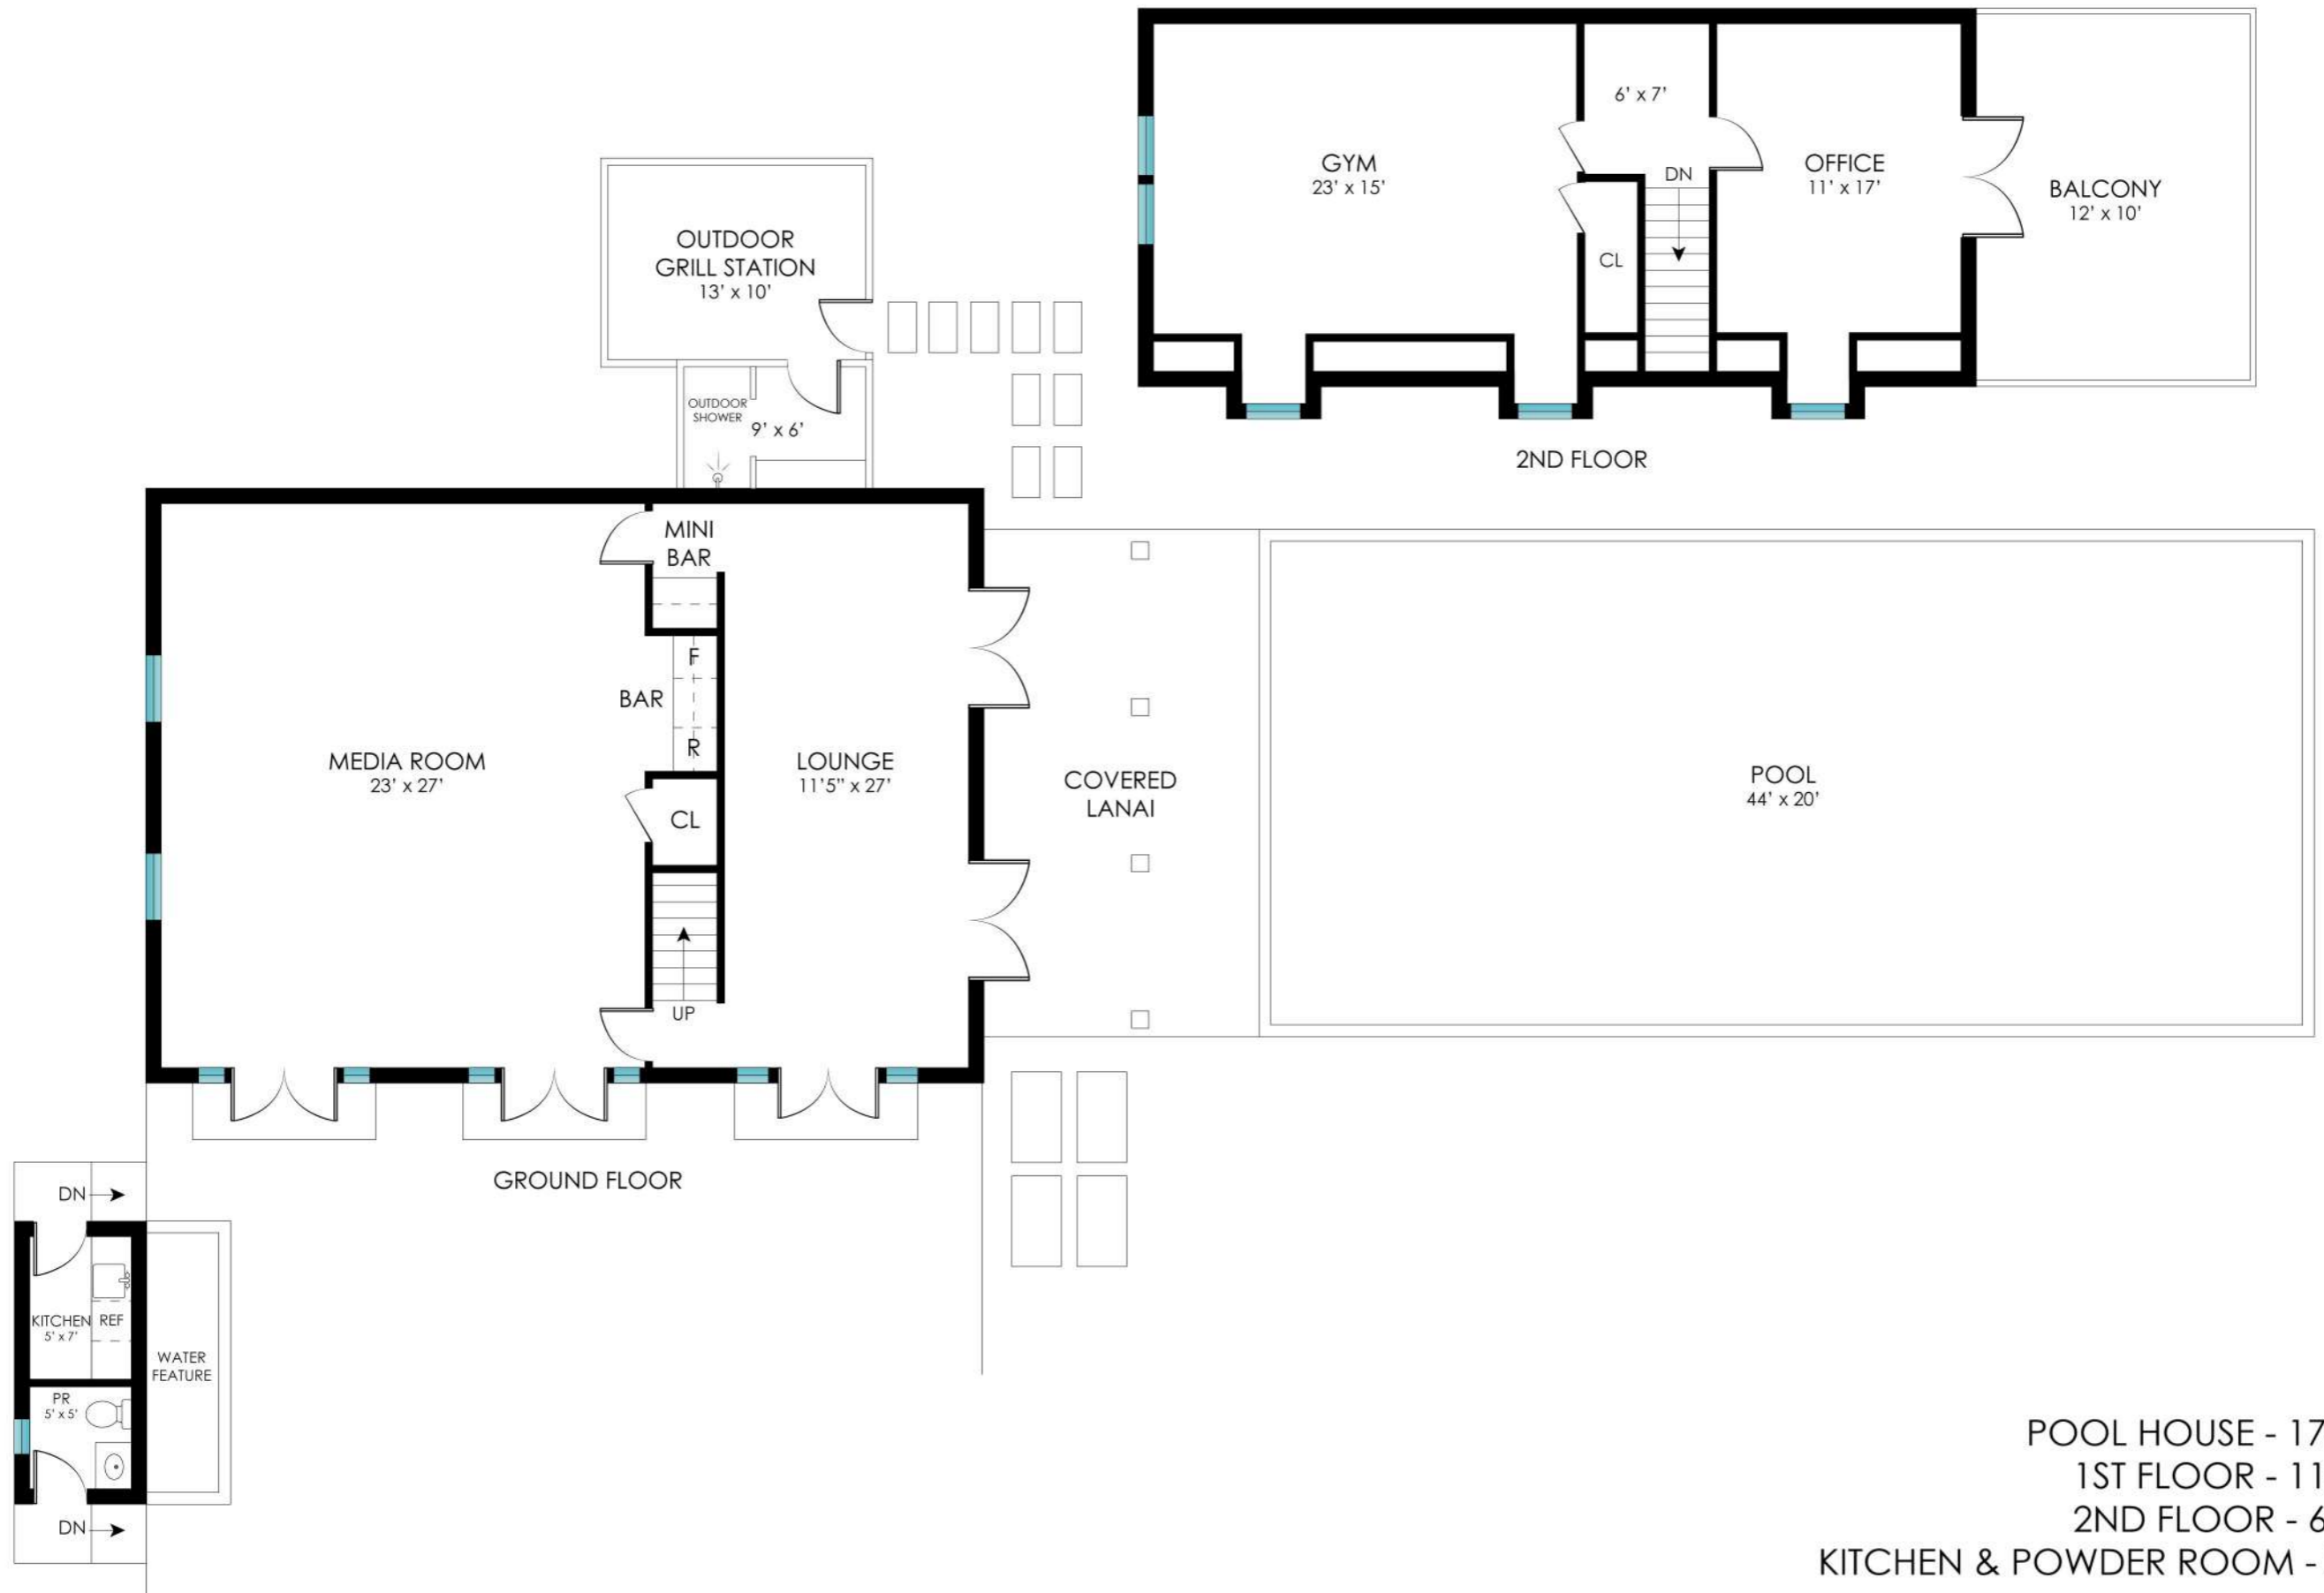 GYM
23' x 15'
6' x 7'
DN
CL
OFFICE
11' x 17'
BALCONY
12' x 10'
2ND FLOOR
OUTDOOR
GRILL STATION
13' x 10'
OUTDOOR
SHOWER
9' x 6'
MINI
BAR
F
BAR
R
MEDIA ROOM
23' x 27'
CL
UP
LOUNGE
11'5" x 27'
COVERED
LANAI
POOL
44' x 20'
GROUND FLOOR
DN
KITCHEN
5' x 7'
REF
WATER
FEATURE
PR
5' x 5'
DN
POOL HOUSE - 17
1ST FLOOR - 11
2ND FLOOR - 6
KITCHEN & POWDER ROOM -